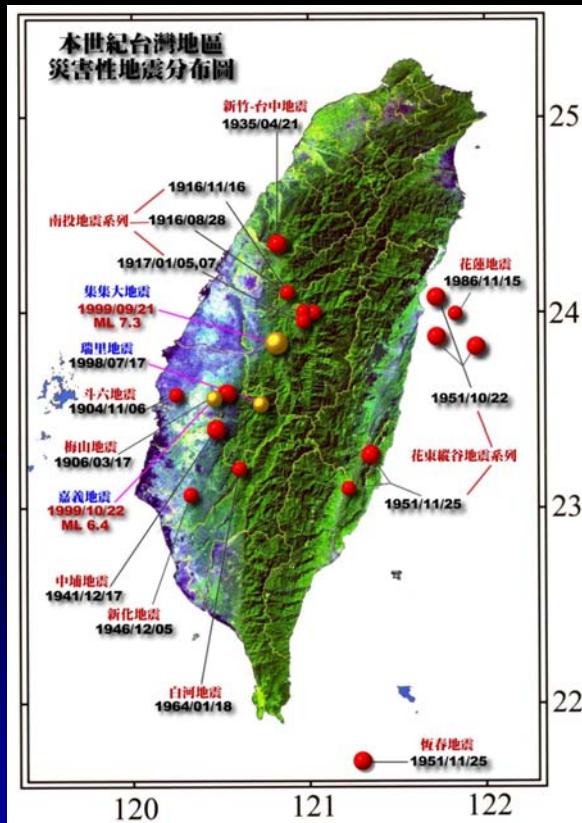 本世紀台灣地區
災害性地震分布圖
新竹-台中地震
1935/04/21
1916/11/16
南投地震系列
1916/08/28
1917/01/05,07
集集大地震
1999/09/21
ML 7.3
瑞里地震
1998/07/17
斗六地震
1904/11/06
梅山地震
1906/03/17
嘉義地震
1999/10/22
ML 6.4
中埔地震
1941/12/17
新化地震
1946/12/05
白河地震
1964/01/18
花蓮地震
1986/11/15
1951/10/22
花東縱谷地震系列
1951/11/25
恆春地震
1951/11/25
25
24
23
22
120
121
122